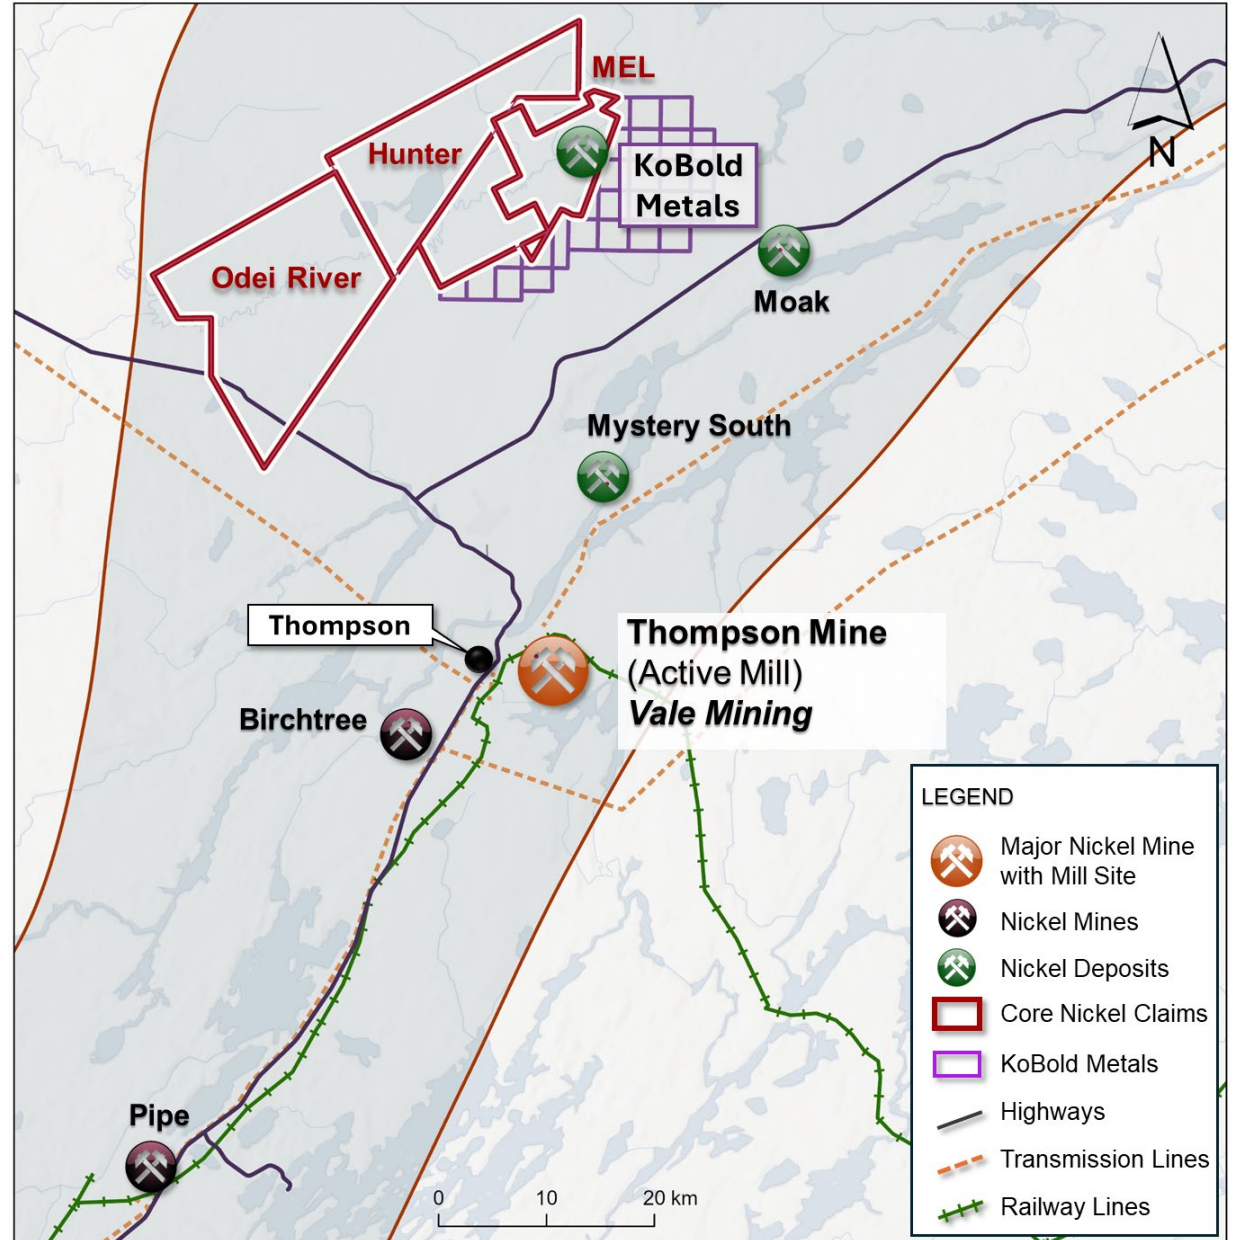 MEL
Hunter
KoBold
Metals
Odei River
N
Moak
Mystery South
Thompson
Thompson Mine
(Active Mill)
Vale Mining
Birchtree
Pipe
0 10 20 km
LEGEND
Major Nickel Mine
with Mill Site
Nickel Mines
Nickel Deposits
Core Nickel Claims
KoBold Metals
Highways
Transmission Lines
Railway Lines